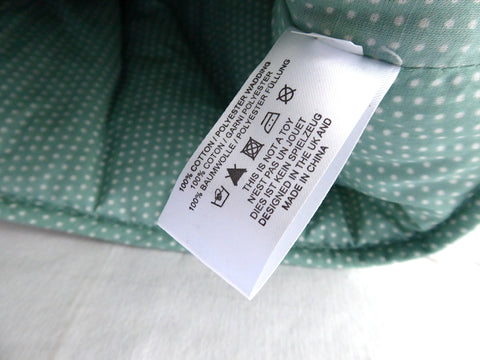 100% COTTON / POLYESTER WADDING
100% COTON / GARNI POLYESTER
100% BAUMWOLLE / POLYESTER FÜLLUNG
THIS IS NOT A TOY
N'EST PAS UN JOUET
DIES IST KEIN SPIELZEUG
DESIGNED IN THE UK AND
MADE IN CHINA